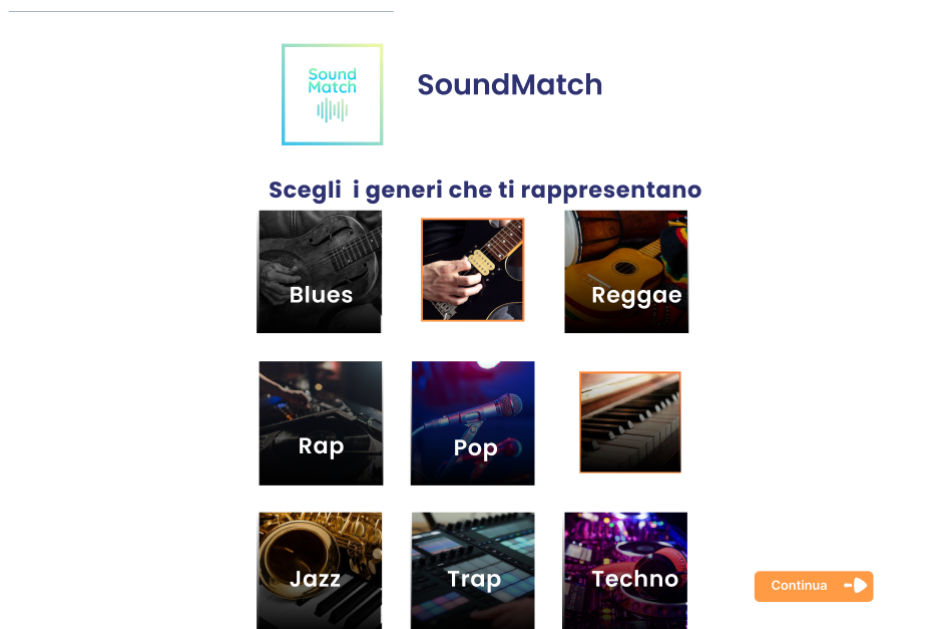 Sound
Match
SoundMatch
Scegli i generi che ti rappresentano
Blues
Reggae
Rap
Pop
Jazz
Trap
Techno
Continua